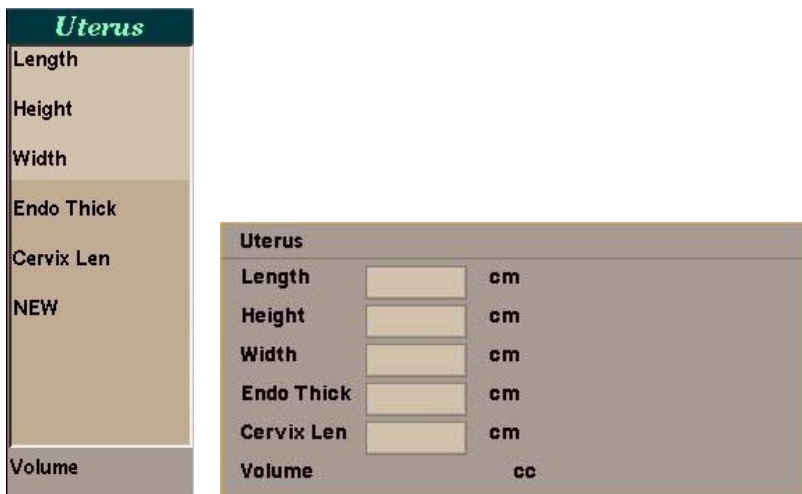 Uterus
Length
Height
Width
Endo Thick
Cervix Len
NEW
Volume
Uterus
Length cm
Height cm
Width cm
Endo Thick cm
Cervix Len cm
Volume cc